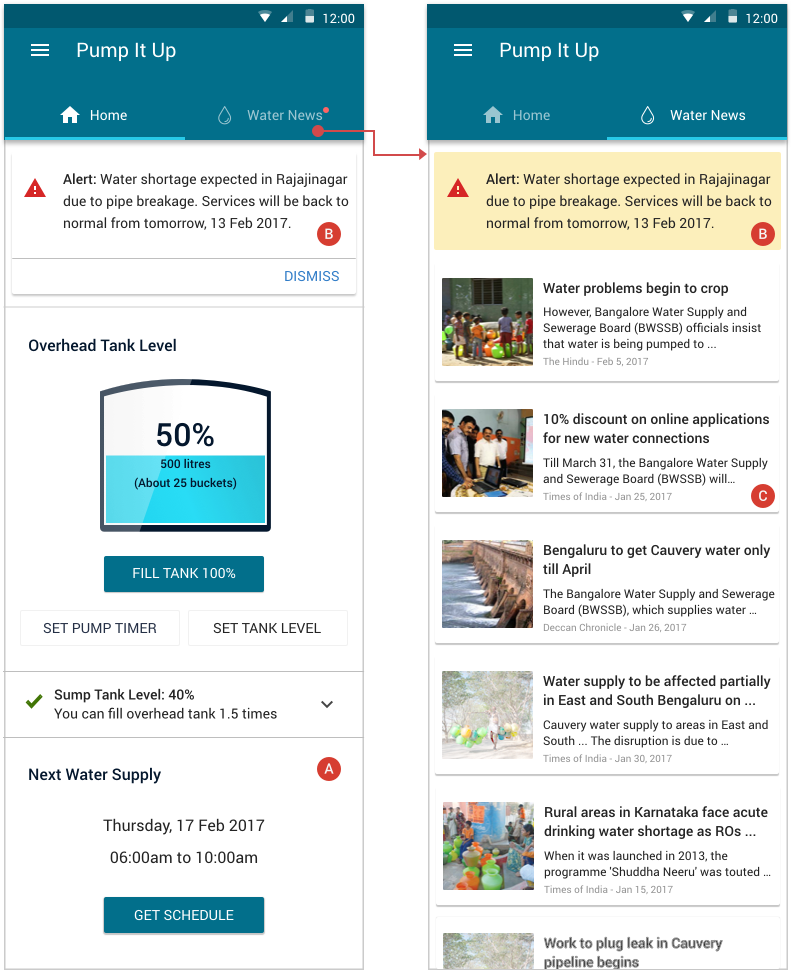 12:00
Pump It Up
Home
Water News
Alert: Water shortage expected in Rajajinagar
due to pipe breakage. Services will be back to
normal from tomorrow, 13 Feb 2017.
B
DISMISS
Overhead Tank Level
50%
500 litres
(About 25 buckets)
FILL TANK 100%
SET PUMP TIMER
SET TANK LEVEL
Sump Tank Level: 40%
You can fill overhead tank 1.5 times
A
Next Water Supply
Thursday, 17 Feb 2017
06:00am to 10:00am
GET SCHEDULE
12:00
Pump It Up
Home
Water News
Alert: Water shortage expected in Rajajinagar
due to pipe breakage. Services will be back to
normal from tomorrow, 13 Feb 2017.
B
Water problems begin to crop
However, Bangalore Water Supply and
Sewerage Board (BWSSB) officials insist
that water is being pumped to ...
The Hindu - Feb 5, 2017
10% discount on online applications
for new water connections
Till March 31, the Bangalore Water Supply
and Sewerage Board (BWSSB) will…
Times of India - Jan 25, 2017
C
Bengaluru to get Cauvery water only
till April
The Bangalore Water Supply and Sewerage
Board (BWSSB), which supplies water ...
Deccan Chronicle - Jan 26, 2017
Water supply to be affected partially
in East and South Bengaluru on ...
Cauvery water supply to areas in East and
South ... The disruption is due to ...
Times of India - Jan 30, 2017
Rural areas in Karnataka face acute
drinking water shortage as ROs ...
When it was launched in 2013, the
programme 'Shuddha Neeru' was touted ...
Times of India - Jan 15, 2017
Work to plug leak in Cauvery
pipeline begins